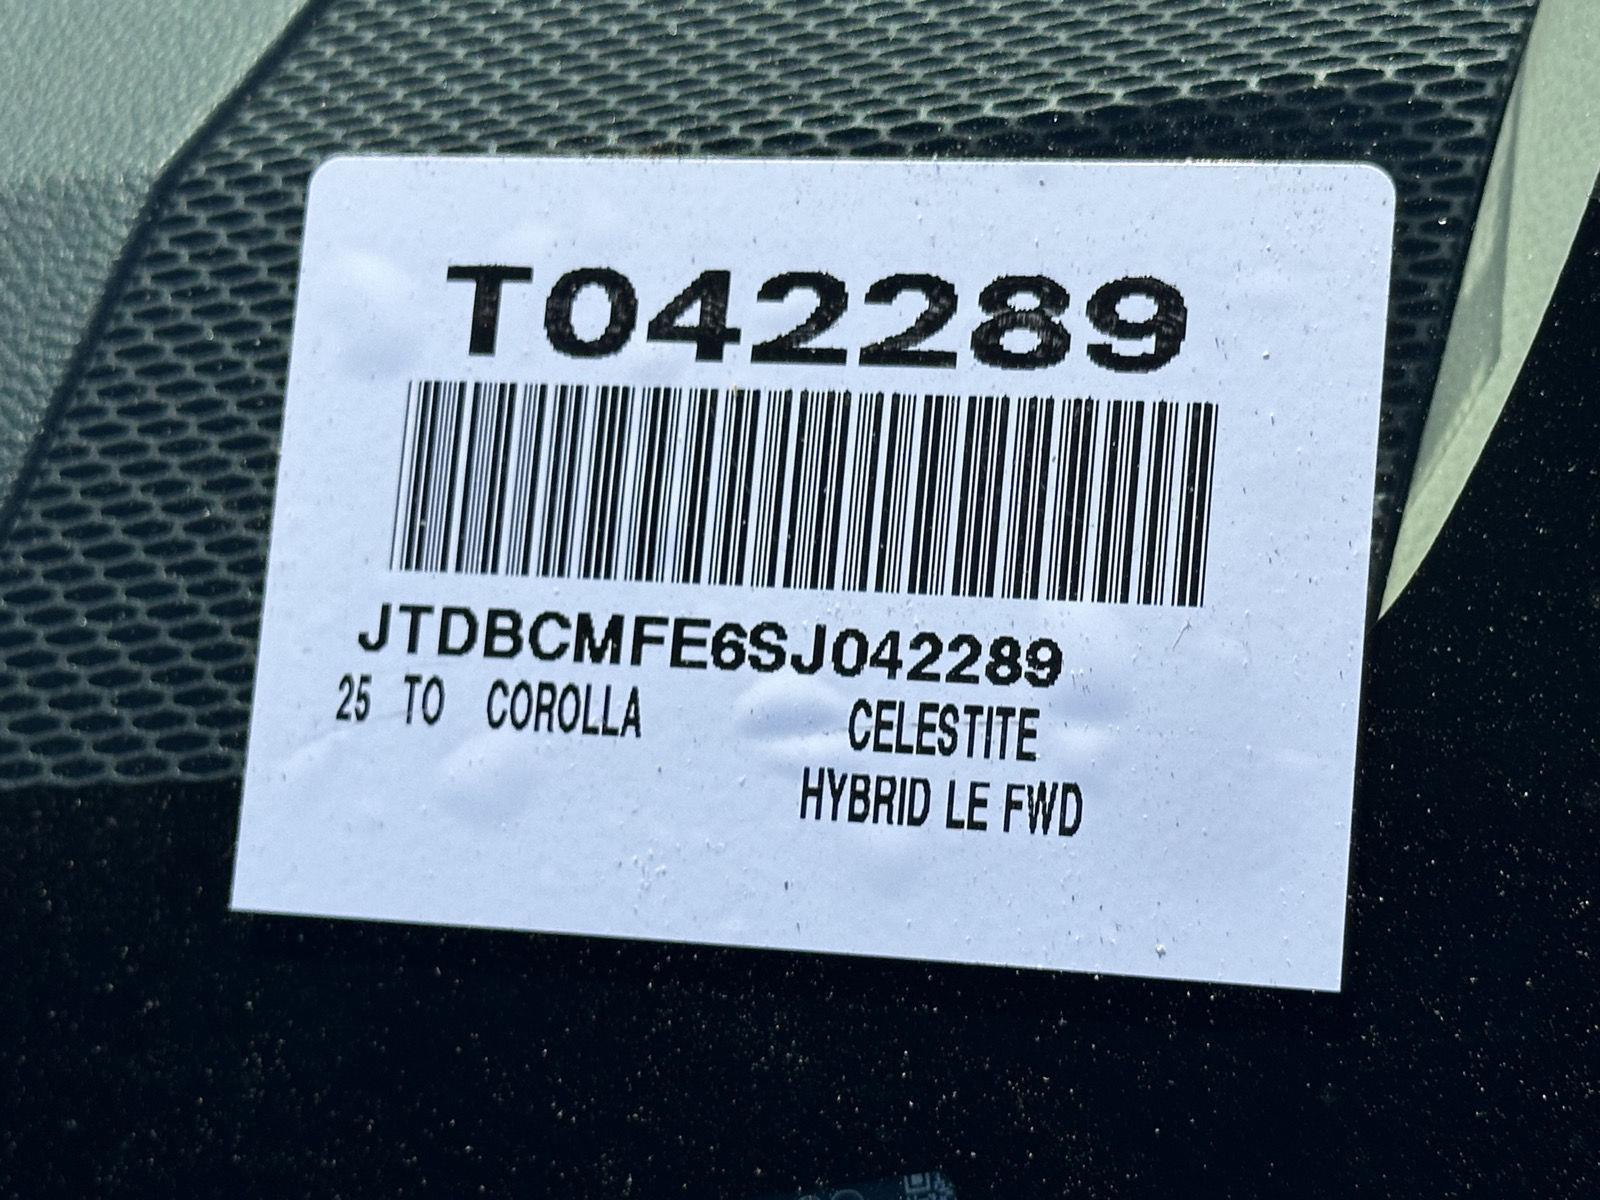 T042289
JTDBCMFE6SJ042289
25 TO COROLLA CELESTITE
HYBRID LE FWD